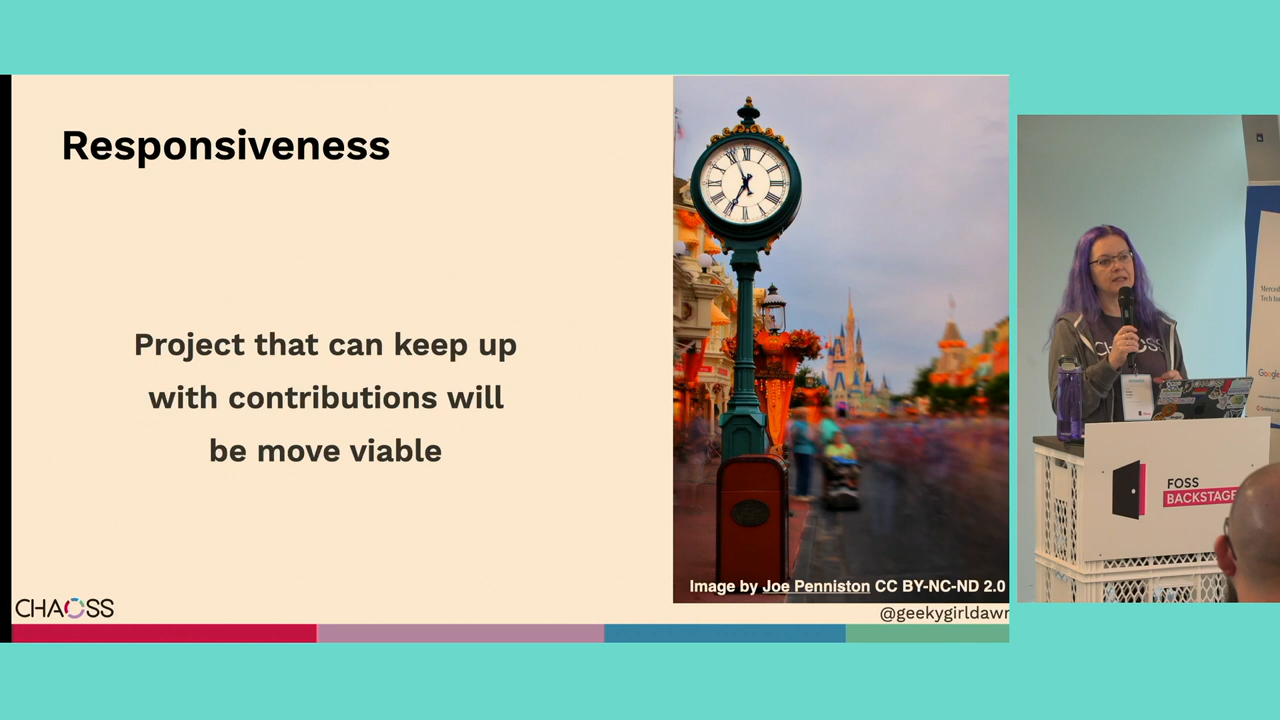 Responsiveness
Project that can keep up
with contributions will
be move viable
Image by Joe Penniston CC BY-NC-ND 2.0
CHAOSS
@geekygirldawn
FOSS
BACKSTAGE
Google